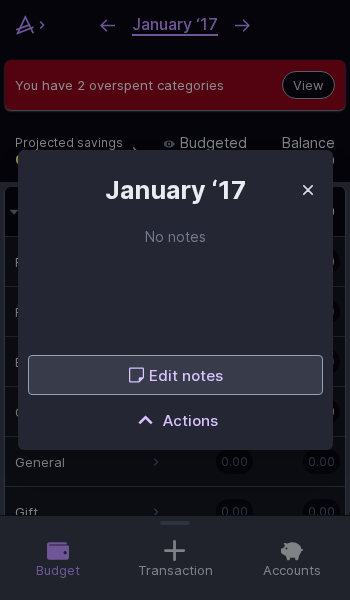 January ‘17
You have 2 overspent categories
View
Projected savings
Budgeted
Balance
January ‘17
No notes
Edit notes
Actions
General
0.00
0.00
Gift
0.00
0.00
Budget
Transaction
Accounts